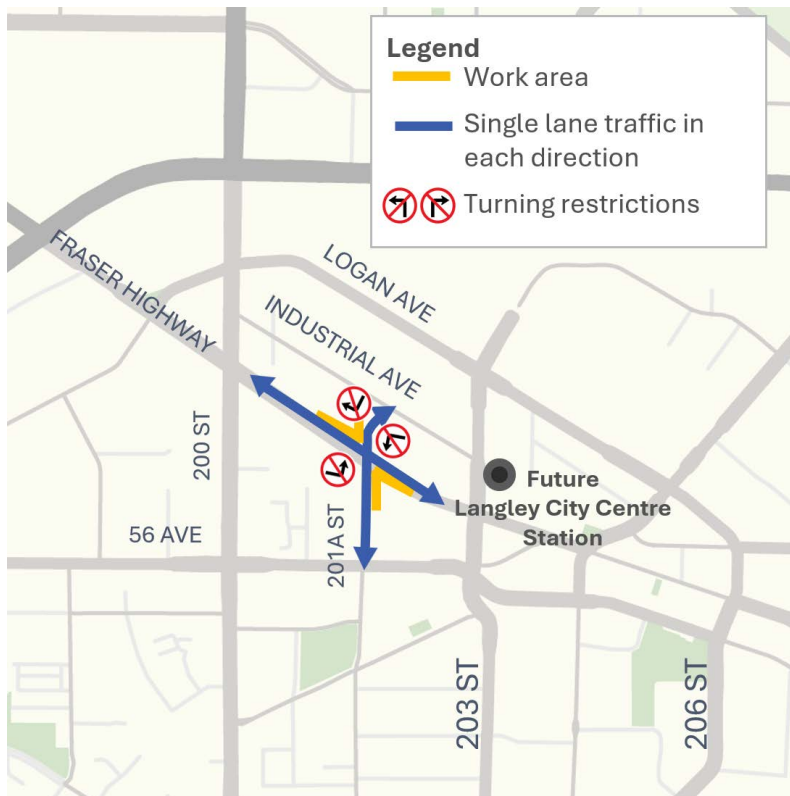 Legend
Work area
Single lane traffic in
each direction
Turning restrictions
FRASER HIGHWAY
LOGAN AVE
INDUSTRIAL AVE
200 ST
Future
Langley City Centre
Station
56 AVE
201A ST
203 ST
206 ST